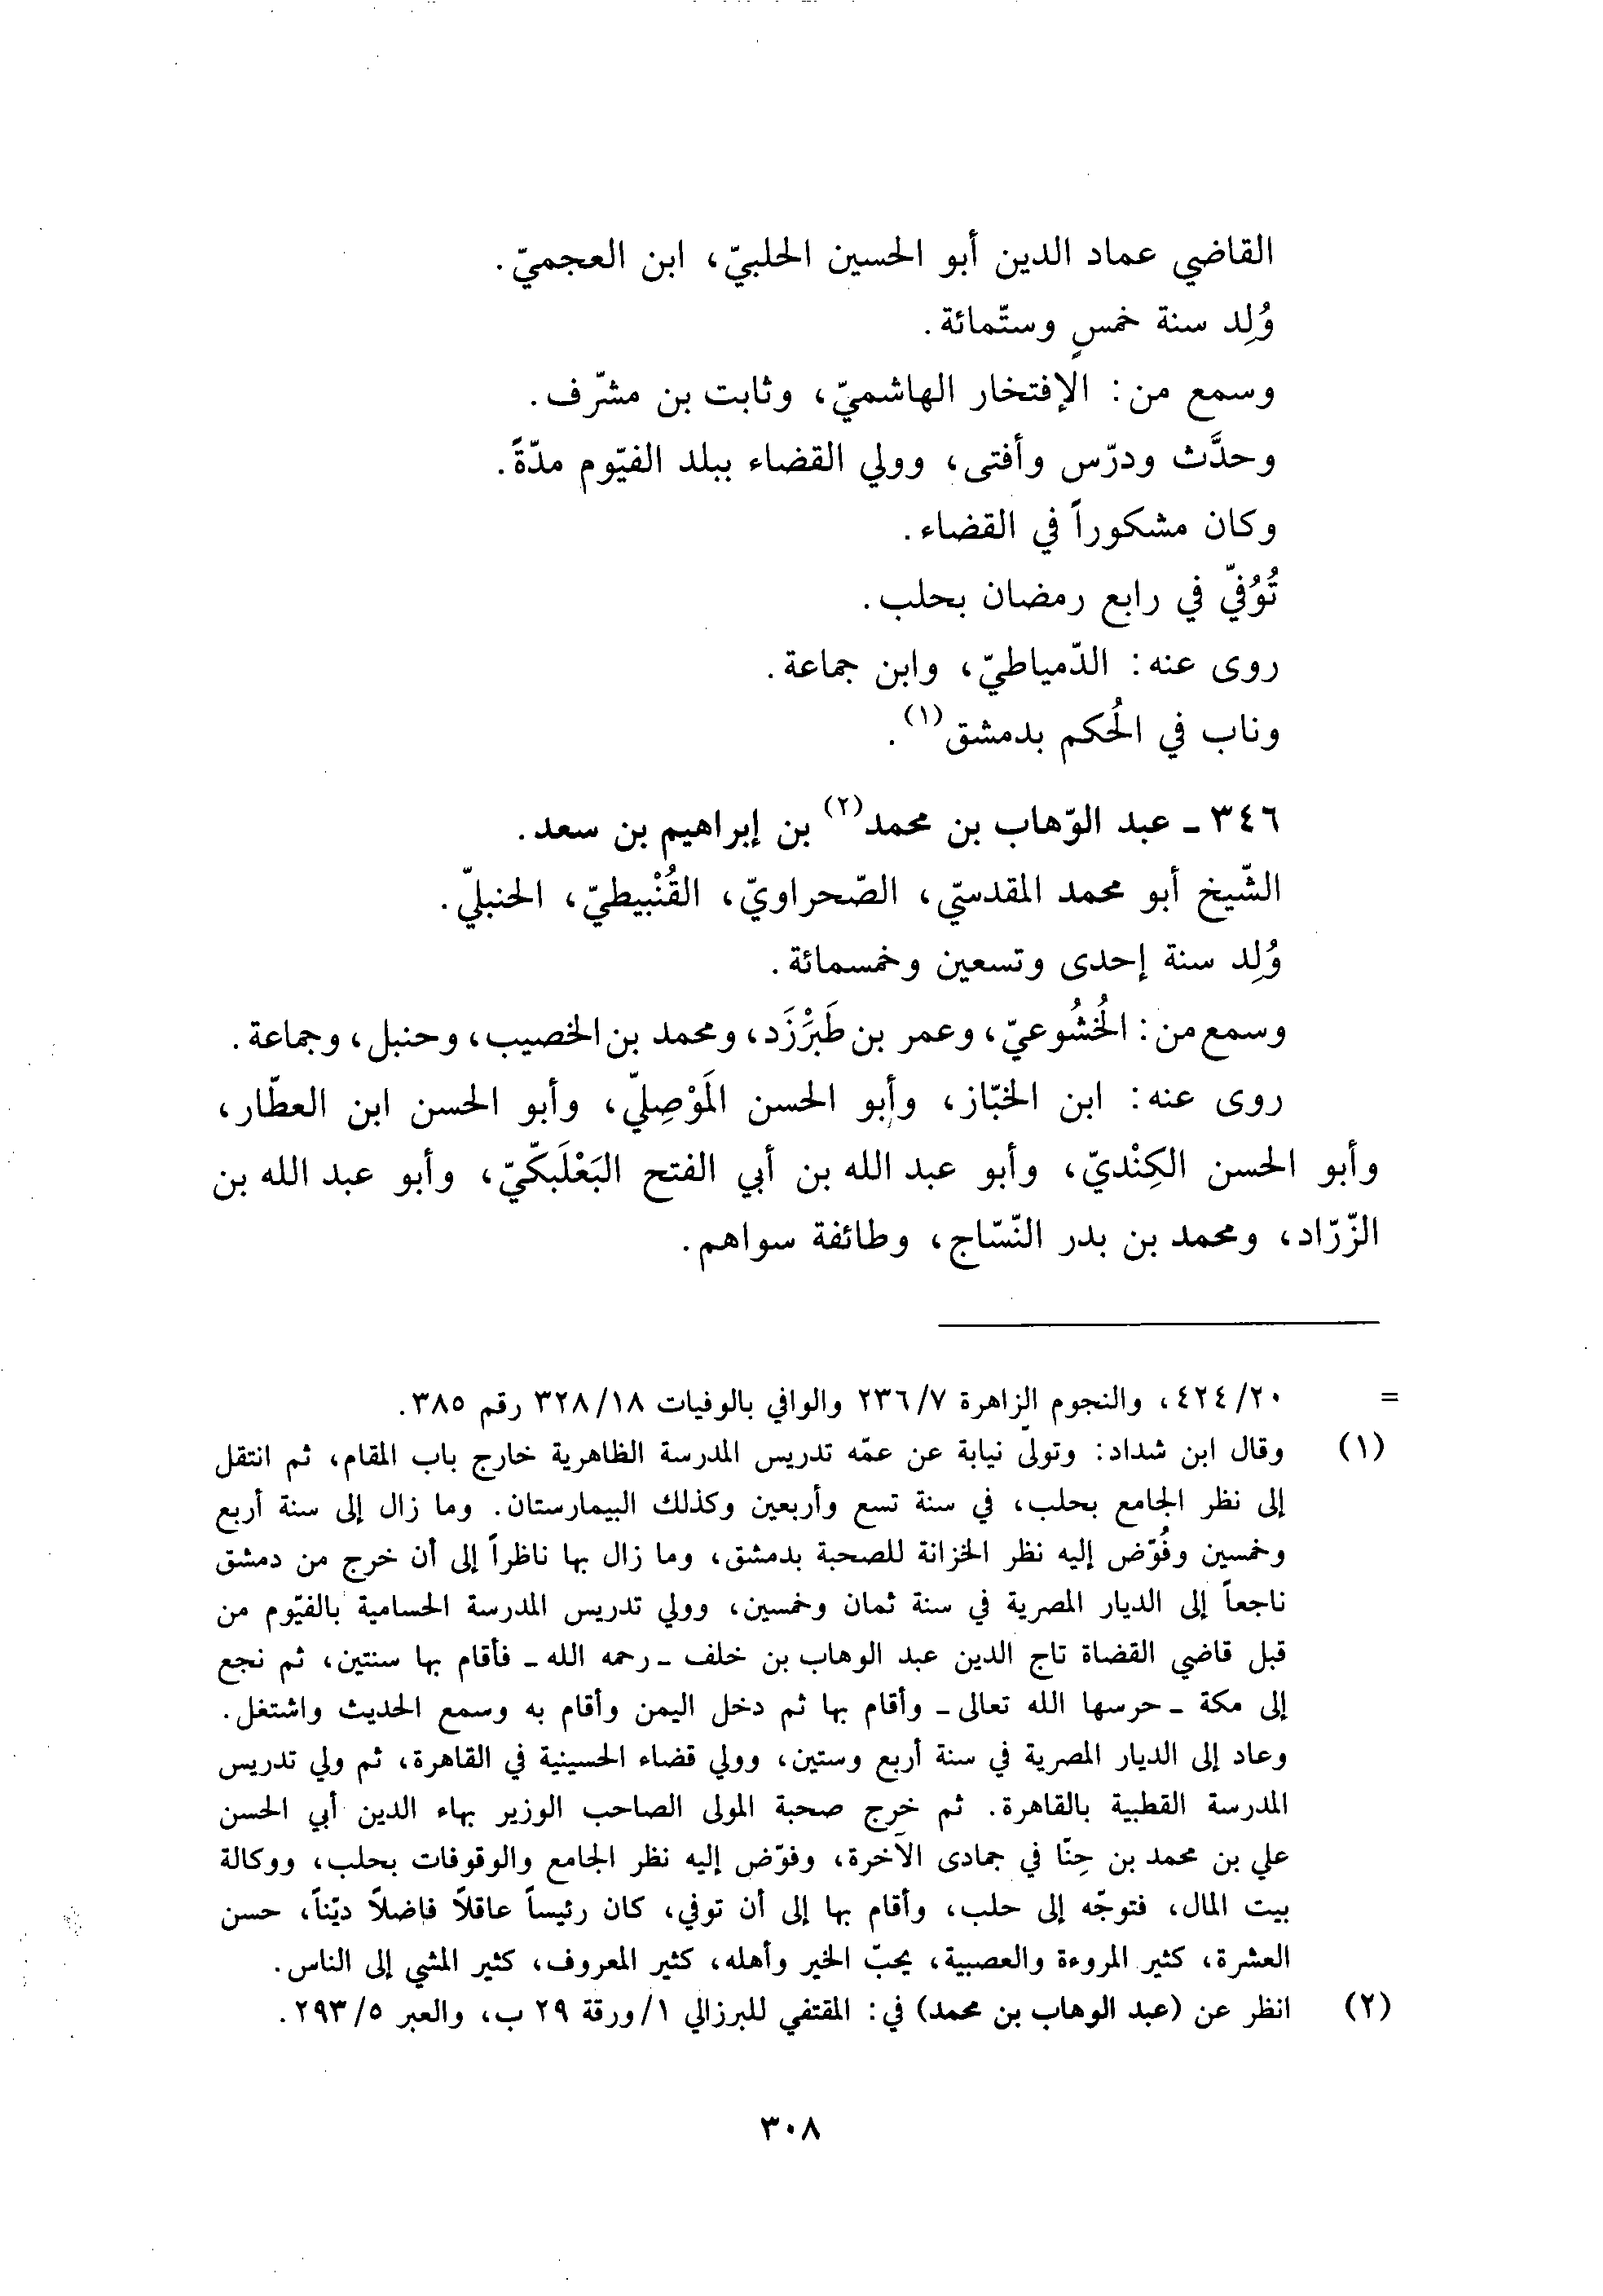 القاضي عماد الدين أبو الحسين الحلبيّ، ابن العجميّ.
وُلِد سنة خمسٍ وستّمائة.
وسمع من: الإفتخار الهاشميّ، وثابت بن مشرّف.
وحدَّث ودرّس وأفتى، وولي القضاء ببلد الفيّوم مدّةً.
وكان مشكوراً في القضاء.
تُوُفّي في رابع رمضان بحلب.
روى عنه: الدّمياطيّ، وابن جماعة.
وناب في الحُكم بدمشق(١).
٣٤٦ ـ عبد الوّهاب بن محمد(٢) بن إبراهيم بن سعد.
الشّيخ أبو محمد المقدسيّ، الصّحراويّ، القُنْبيطيّ، الحنبليّ.
وُلِد سنة إحدى وتسعين وخمسمائة.
وسمع من: الخُشُوعيّ، وعمر بن طَبَرْزَد، ومحمد بن الخصيب، وحنبل، وجماعة.
روى عنه: ابن الخبّاز، وأبو الحسن المَوْصِليّ، وأبو الحسن ابن العطّار،
وأبو الحسن الكِنْديّ، وأبو عبد الله بن أبي الفتح البَعْلَبكّيّ، وأبو عبد الله بن
الزّرّاد، ومحمد بن بدر النّسّاج، وطائفة سواهم.
= ٤٢٤/٢٠، والنجوم الزاهرة ٢٣٦/٧ والوافي بالوفيات ٣٢٨/١٨ رقم ٣٨٥.
(١) وقال ابن شداد: وتولّى نيابة عن عمّه تدريس المدرسة الظاهرية خارج باب المقام، ثم انتقل
إلى نظر الجامع بحلب، في سنة تسع وأربعين وكذلك البيمارستان. وما زال إلى سنة أربع
وخمسين وفُوّض إليه نظر الخزانة للصحبة بدمشق، وما زال بها ناظراً إلى أن خرج من دمشق
ناجعاً إلى الديار المصرية في سنة ثمان وخمسين، وولي تدريس المدرسة الحسامية بالفيّوم من
قبل قاضي القضاة تاج الدين عبد الوهاب بن خلف ـ رحمه الله ـ فأقام بها سنتين، ثم نجع
إلى مكة ـ حرسها الله تعالى ـ وأقام بها ثم دخل اليمن وأقام به وسمع الحديث واشتغل.
وعاد إلى الديار المصرية في سنة أربع وستين، وولي قضاء الحسينية في القاهرة، ثم ولي تدريس
المدرسة القطبية بالقاهرة. ثم خرج صحبة المولى الصاحب الوزير بهاء الدين أبي الحسن
علي بن محمد بن حِنّا في جمادى الآخرة، وفوّض إليه نظر الجامع والوقوفات بحلب، ووكالة
بيت المال، فتوجّه إلى حلب، وأقام بها إلى أن توفي، كان رئيساً عاقلاً فاضلاً ديّناً، حسن
العشرة، كثير المروءة والعصبية، يحبّ الخير وأهله، كثير المعروف، كثير المشي إلى الناس.
(٢) انظر عن (عبد الوهاب بن محمد) في: المقتفي للبرزالي ١/ورقة ٢٩ ب، والعبر ٢٩٣/٥.
٣٠٨